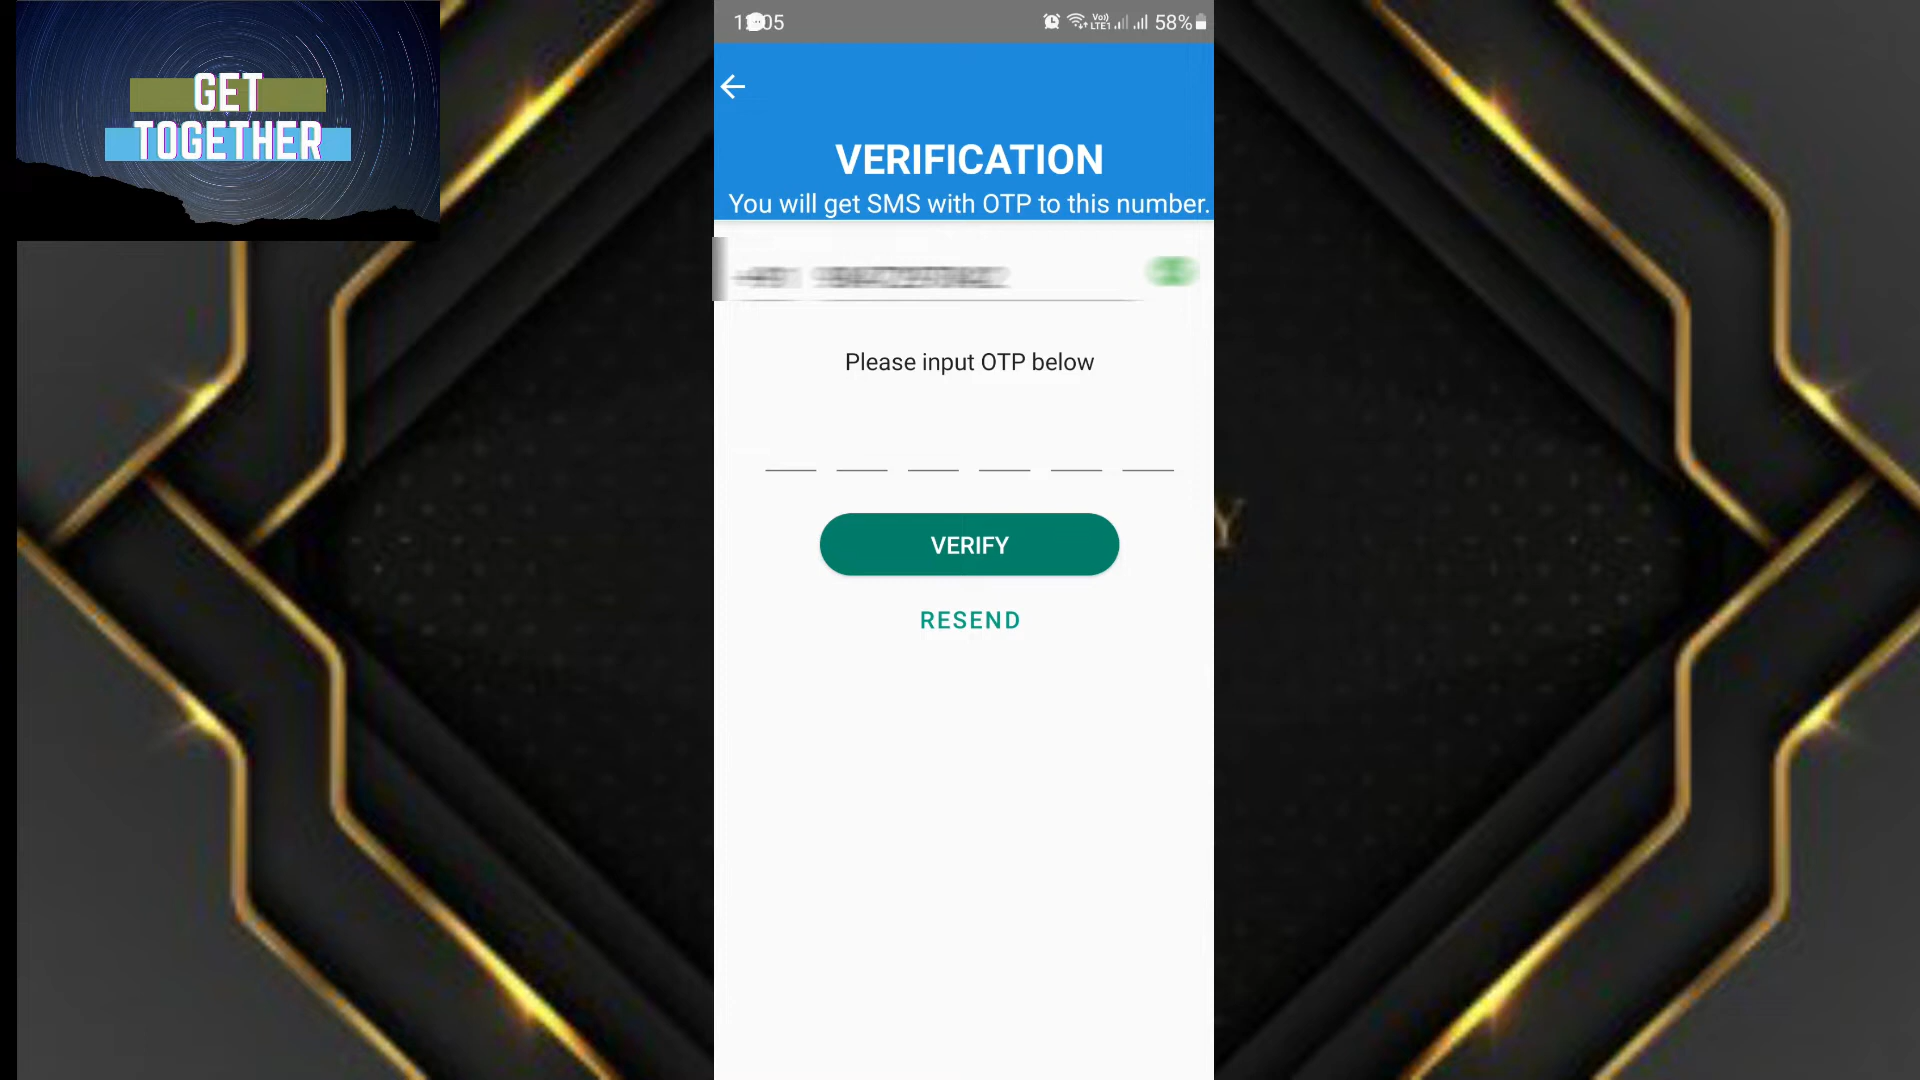 GET
TOGETHER
58%
VERIFICATION
You will get SMS with OTP to this number.
Please input OTP below
VERIFY
RESEND